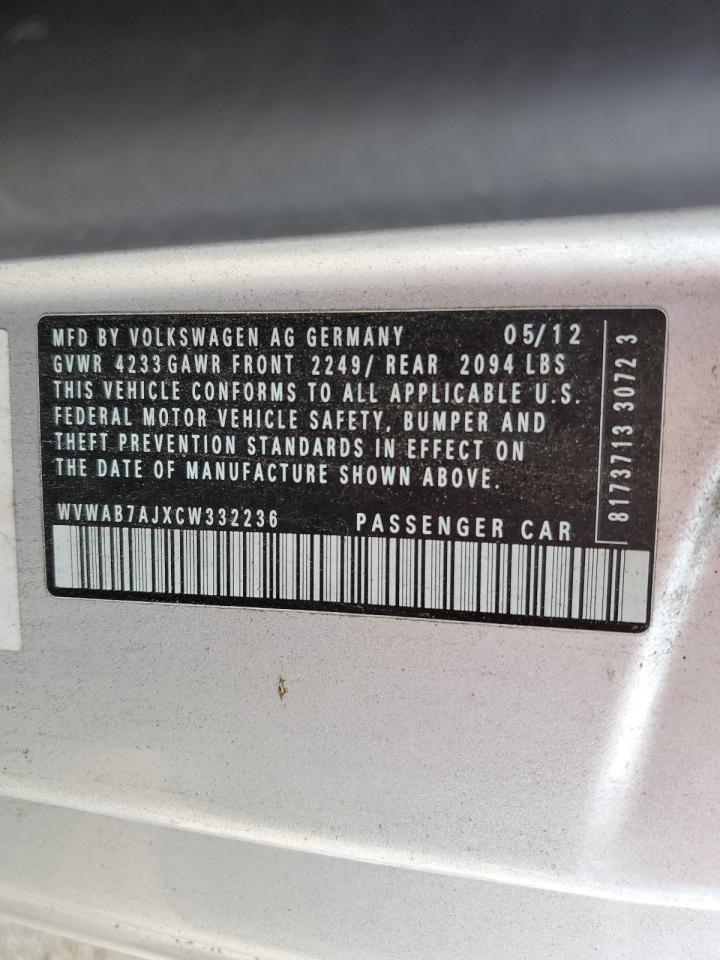 MFD BY VOLKSWAGEN AG GERMANY 05/12
GVWR 4233 GAWR FRONT 2249/ REAR 2094 LBS
THIS VEHICLE CONFORMS TO ALL APPLICABLE U.S.
FEDERAL MOTOR VEHICLE SAFETY, BUMPER AND
THEFT PREVENTION STANDARDS IN EFFECT ON
THE DATE OF MANUFACTURE SHOWN ABOVE.
WVWAB7AJXCW332236 PASSENGER CAR
8173713 30723